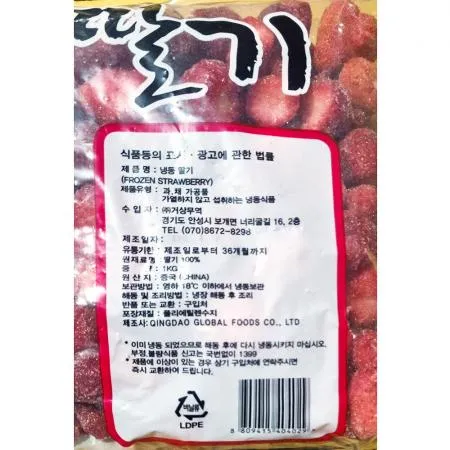 딸기
식품등의 표시·광고에 관한 법률
제 품 명 : 냉동 딸기
(FROZEN STRAWBERRY)
제품유형 : 과.채 가공품
가열하지 않고 섭취하는 냉동식품
수 입 자 : ㈜거상무역
경기도 안성시 보개면 너리굴길 16, 2층
TEL (070)8672-8298
제조일자 :
유통기한 : 제조일로부터 36개월까지
원재료명 : 딸기 100%
중 량 : 1KG
원 산 지 : 중국 (CHINA)
보관방법 : 영하 18℃ 이하에서 냉동보관
해동 및 조리방법 : 냉장 해동 후 조리
반품 또는 교환 : 구입처
포장재질 : 폴리에틸렌수지
제조사: QINGDAO GLOBAL FOODS CO., LTD
* 이미 냉동 되었으므로 해동 후에 다시 냉동시키지 마십시오.
부정,불량식품 신고는 국번없이 1399
* 제품에 이상이 있는 경우 상기 구입처에 연락주시면
즉시 교환하여 드립니다.
비닐류
LDPE
8 809415 404029